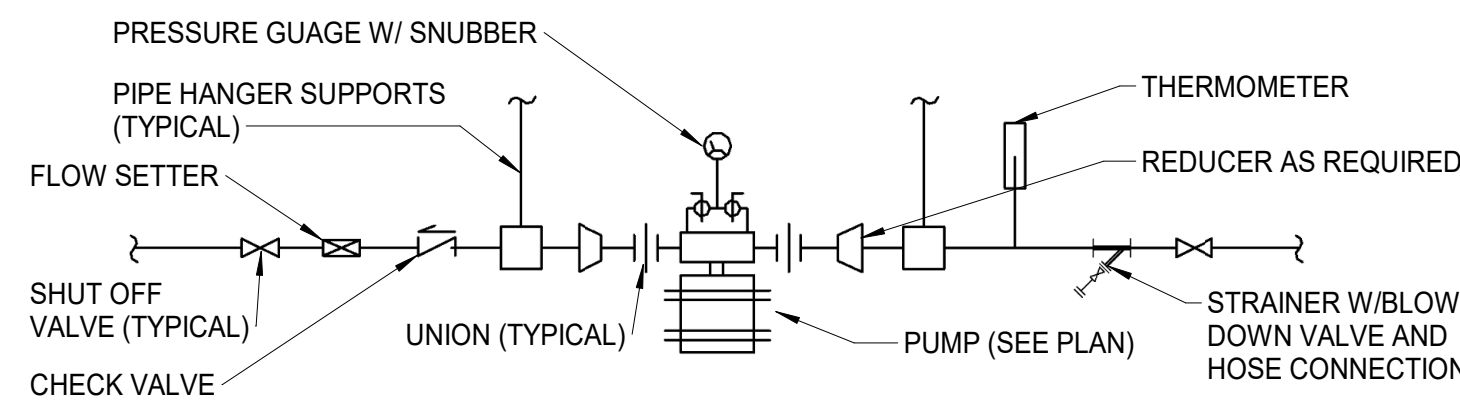 PRESSURE GUAGE W/ SNUBBER
PIPE HANGER SUPPORTS
(TYPICAL)
FLOW SETTER
SHUT OFF
VALVE (TYPICAL)
CHECK VALVE
UNION (TYPICAL)
PUMP (SEE PLAN)
THERMOMETER
REDUCER AS REQUIRED
STRAINER W/BLOW
DOWN VALVE AND
HOSE CONNECTION